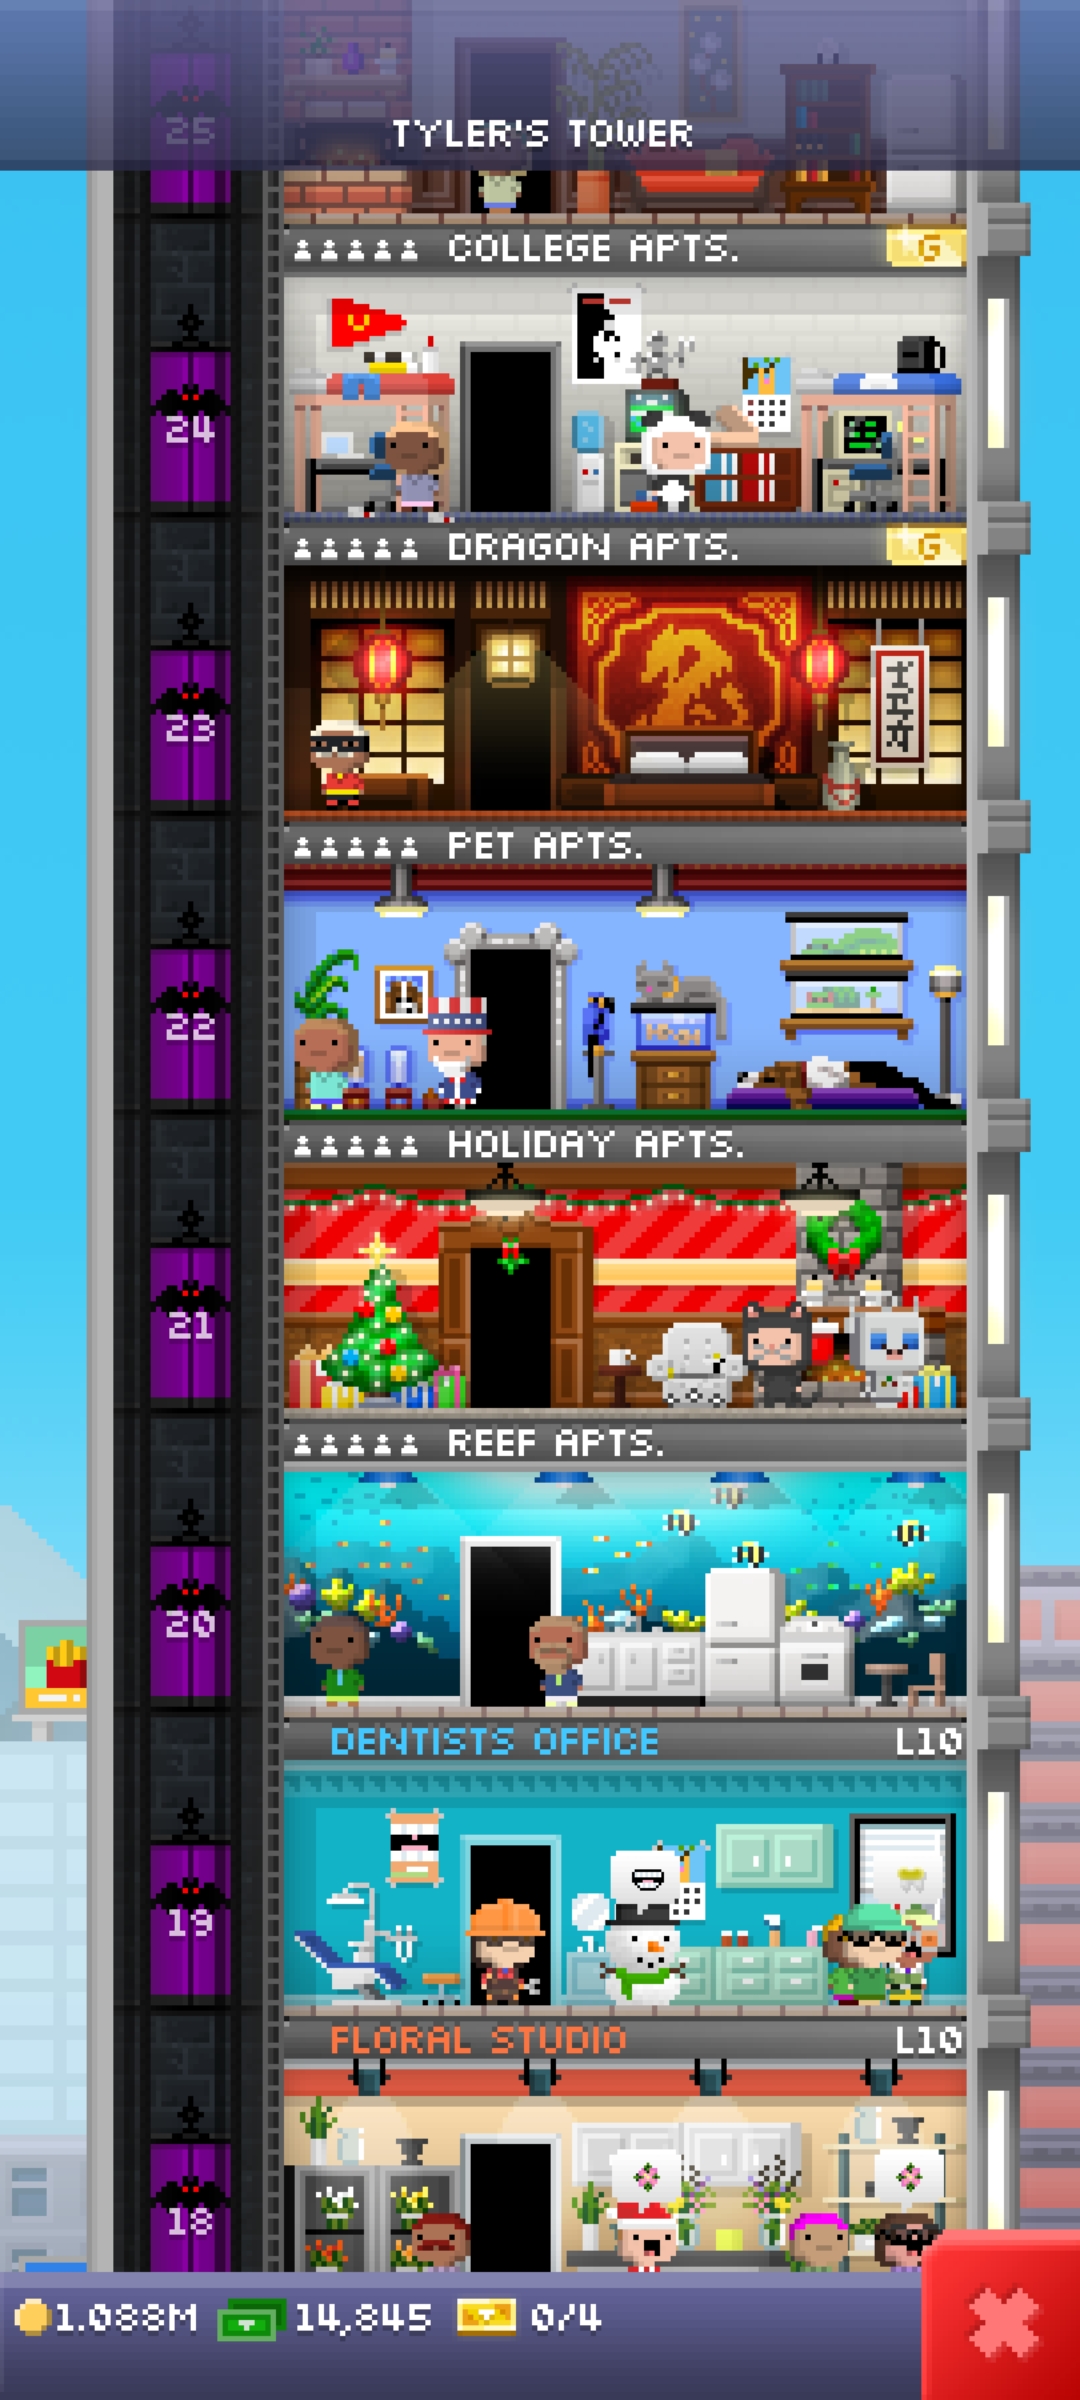 25
TYLER'S TOWER
COLLEGE APTS. G
24
DRAGON APTS. G
23
PET APTS.
22
HOLIDAY APTS.
21
REEF APTS.
20
DENTISTS OFFICE L10
19
FLORAL STUDIO L10
18
1.088M 14,845 0/4